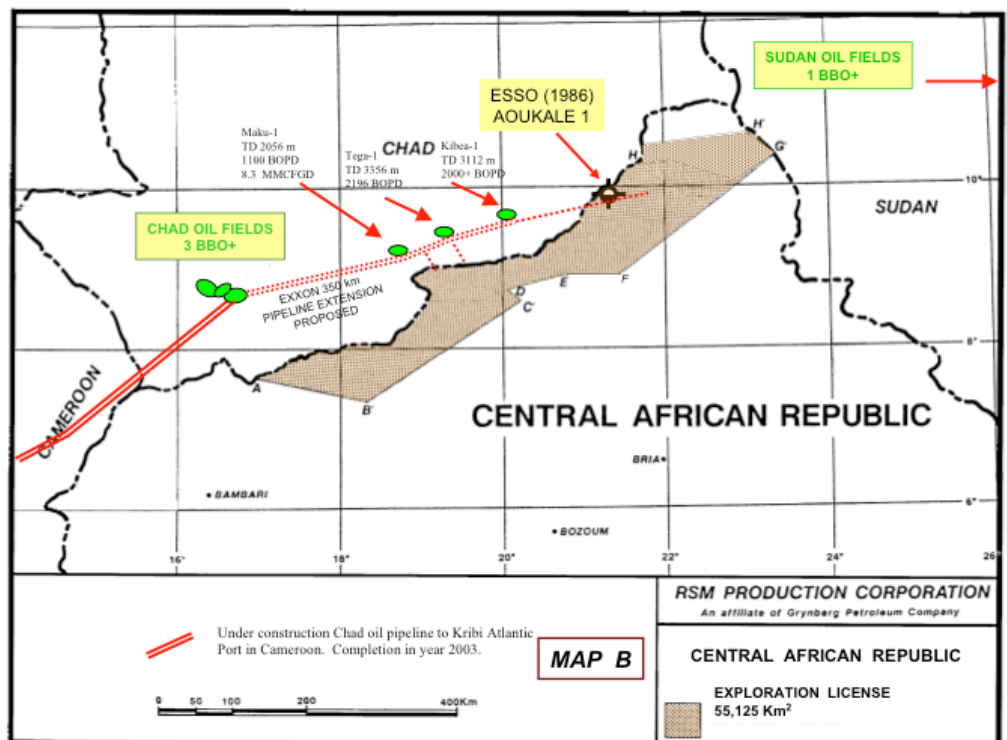 SUDAN OIL FIELDS
1 BBO+
ESSO (1986)
AOUKALE 1
Maku-1
TD 2056 m
1100 BOPD
8.3 MMCFGD
CHAD
Tega-1
TD 3356 m
2196 BOPD
Kibea-1
TD 3112 m
2000+ BOPD
H'
G'
H
10°
SUDAN
CHAD OIL FIELDS
3 BBO+
EXXON 350 km
PIPELINE EXTENSION
PROPOSED
D
E
F
C'
8°
A
B'
CAMEROON
CENTRAL AFRICAN REPUBLIC
BRIA
BAMBARI
6°
BOZOUM
16°
18°
20°
22°
24°
26°
Under construction Chad oil pipeline to Kribi Atlantic
Port in Cameroon. Completion in year 2003.
MAP B
0 50 100 200 400Km
RSM PRODUCTION CORPORATION
An affiliate of Grynberg Petroleum Company
CENTRAL AFRICAN REPUBLIC
EXPLORATION LICENSE
55,125 Km²